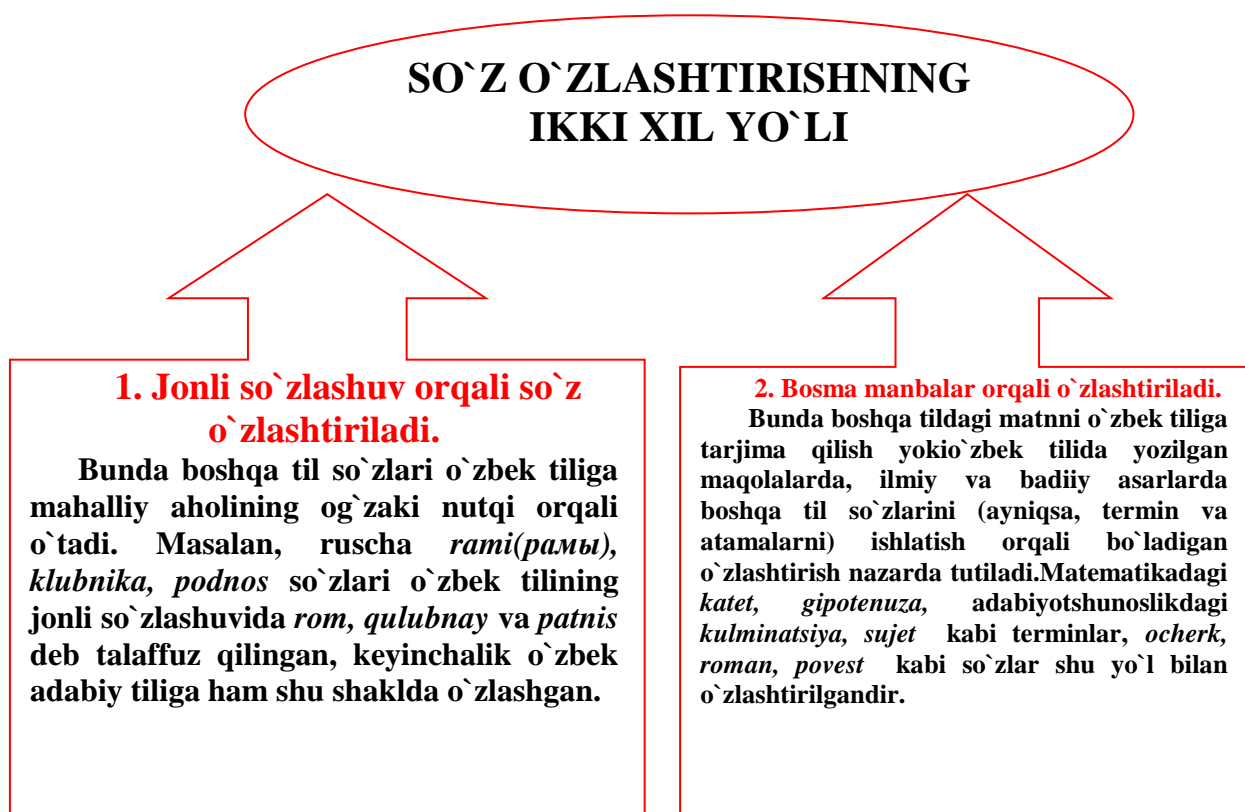 SO`Z O`ZLASHTIRISHNING
IKKI XIL YO`LI
1. Jonli so`zlashuv orqali so`z
o`zlashtiriladi.
Bunda boshqa til so`zlari o`zbek tiliga
mahalliy aholining og`zaki nutqi orqali
o`tadi. Masalan, ruscha rami(рамы),
klubnika, podnos so`zlari o`zbek tilining
jonli so`zlashuvida rom, qulubnay va patnis
deb talaffuz qilingan, keyinchalik o`zbek
adabiy tiliga ham shu shaklda o`zlashgan.
2. Bosma manbalar orqali o`zlashtiriladi.
Bunda boshqa tildagi matnni o`zbek tiliga
tarjima qilish yokio`zbek tilida yozilgan
maqolalarda, ilmiy va badiiy asarlarda
boshqa til so`zlarini (ayniqsa, termin va
atamalarni) ishlatish orqali bo`ladigan
o`zlashtirish nazarda tutiladi.Matematikadagi
katet, gipotenuza, adabiyotshunoslikdagi
kulminatsiya, sujet kabi terminlar, ocherk,
roman, povest kabi so`zlar shu yo`l bilan
o`zlashtirilgandir.